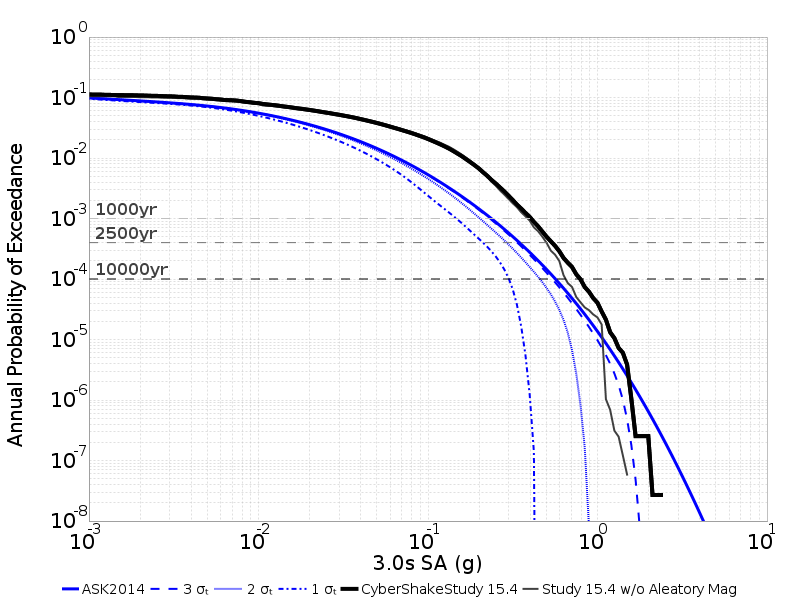 10⁰
10⁻¹
10⁻²
10⁻³
10⁻⁴
10⁻⁵
10⁻⁶
10⁻⁷
10⁻⁸
Annual Probability of Exceedance
1000yr
2500yr
10000yr
10⁻³ 10⁻² 10⁻¹ 10⁰ 10¹
3.0s SA (g)
ASK2014 3 σₜ 2 σₜ 1 σₜ CyberShakeStudy 15.4 Study 15.4 w/o Aleatory Mag